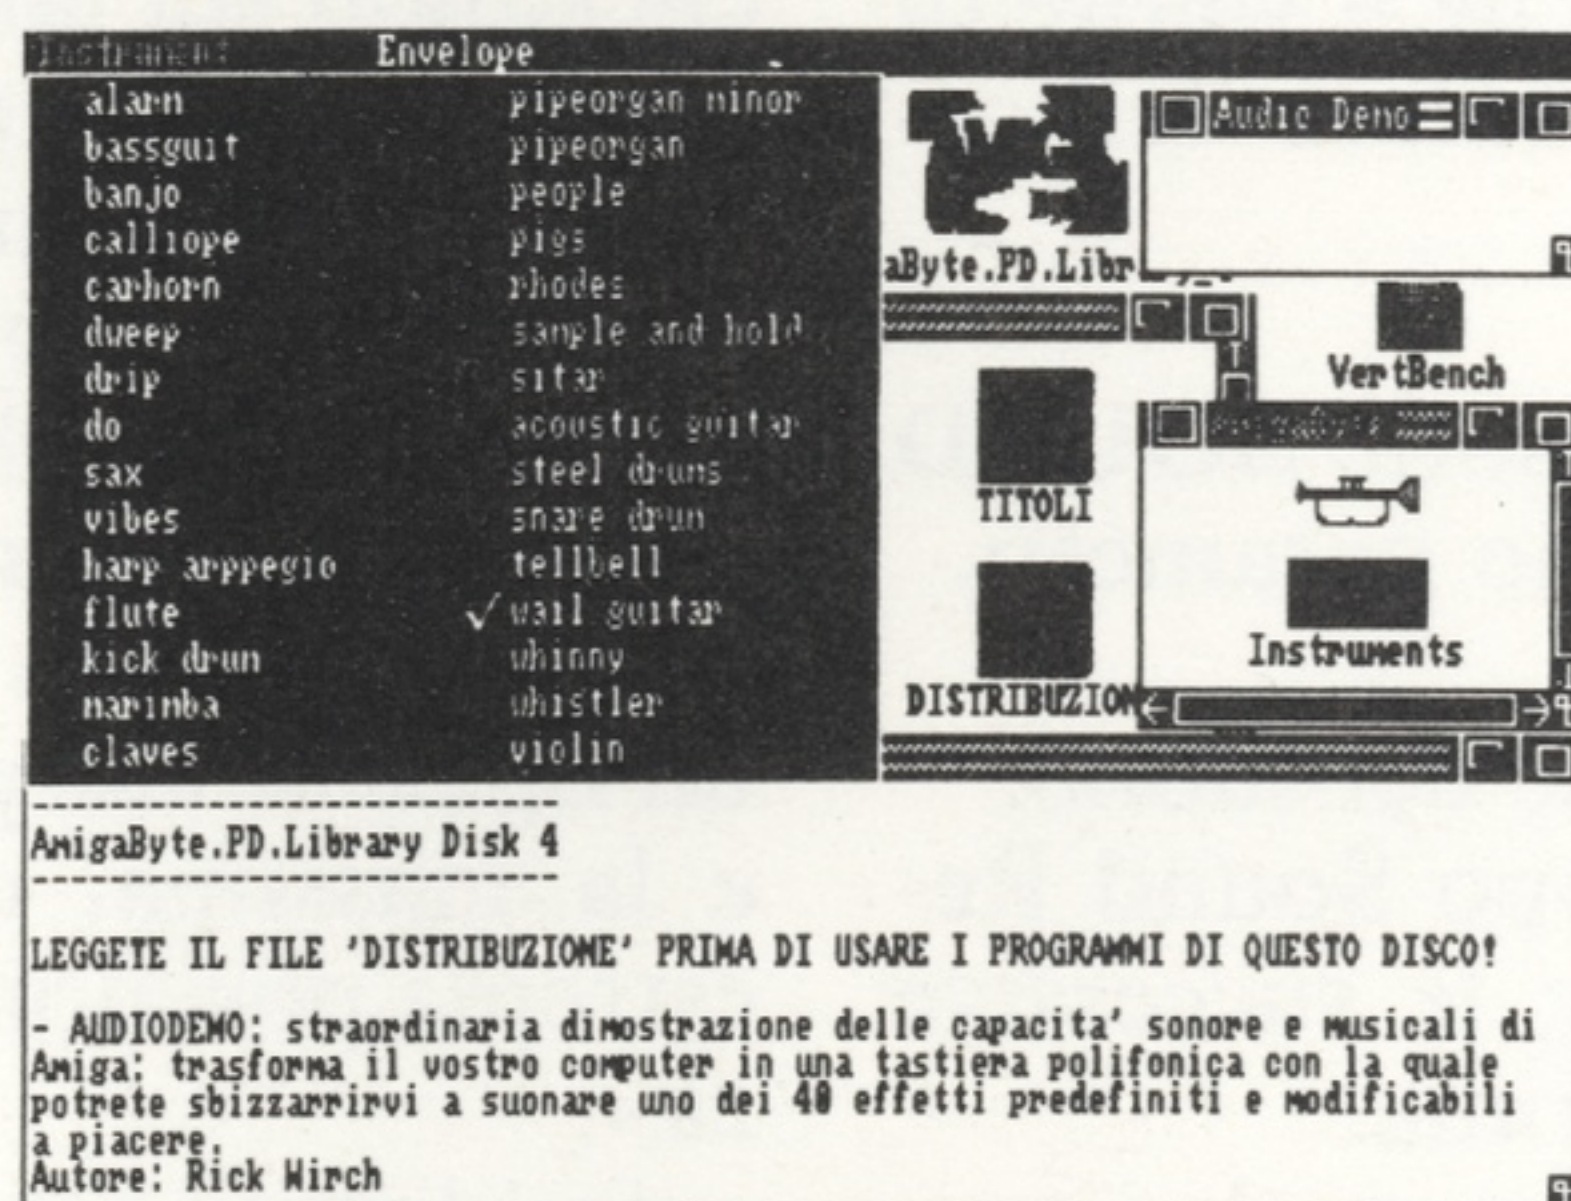 Instrument Envelope
alarm
bassguit
banjo
calliope
carhorn
dweep
drip
do
sax
vibes
harp arppegio
flute
kick drum
marimba
claves
pipeorgan minor
pipeorgan
people
pigs
rhodes
sample and hold
sitar
acoustic guitar
steel drums
snare drum
tellbell
✓ wail guitar
whinny
whistler
violin
aByte.PD.Libr
Audio Demo
VertBench
TITOLI
DISTRIBUZION
Instruments
---------------------------
AmigaByte.PD.Library Disk 4
---------------------------
LEGGETE IL FILE 'DISTRIBUZIONE' PRIMA DI USARE I PROGRAMMI DI QUESTO DISCO!
- AUDIODEMO: straordinaria dimostrazione delle capacita' sonore e musicali di
Amiga: trasforma il vostro computer in una tastiera polifonica con la quale
potrete sbizzarrirvi a suonare uno dei 40 effetti predefiniti e modificabili
a piacere.
Autore: Rick Wirch